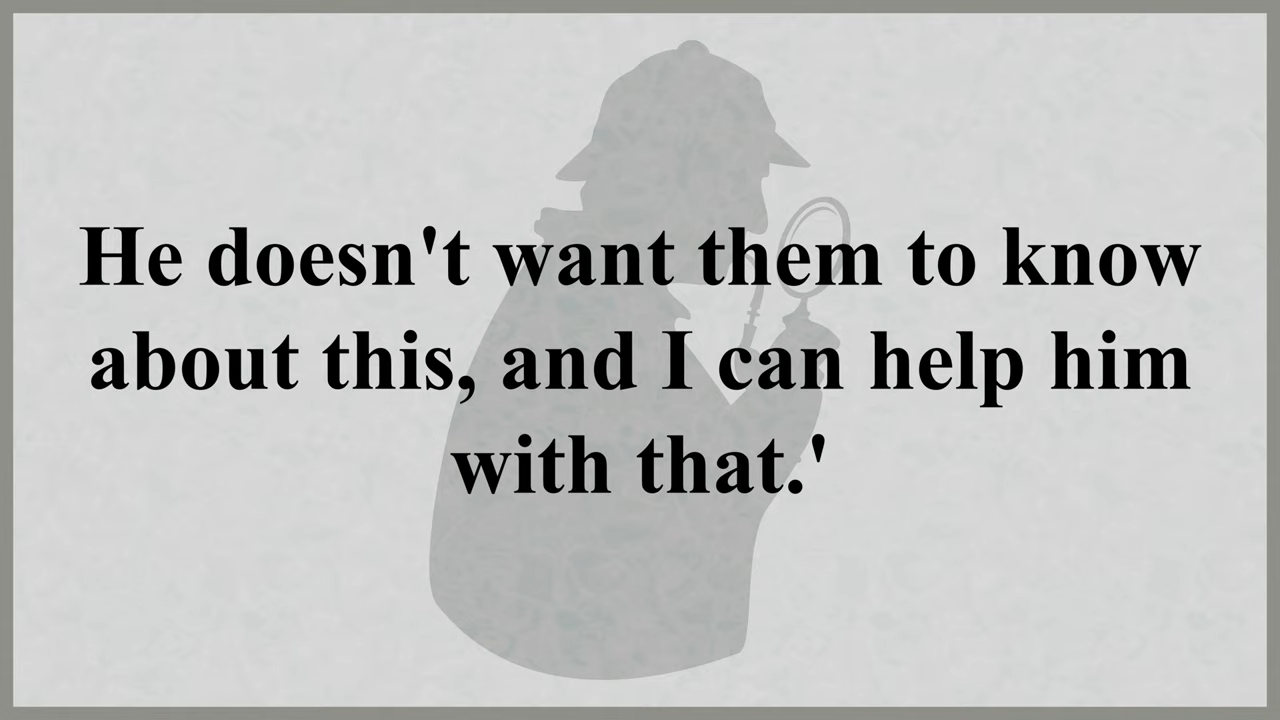 He doesn't want them to know
about this, and I can help him
with that.'